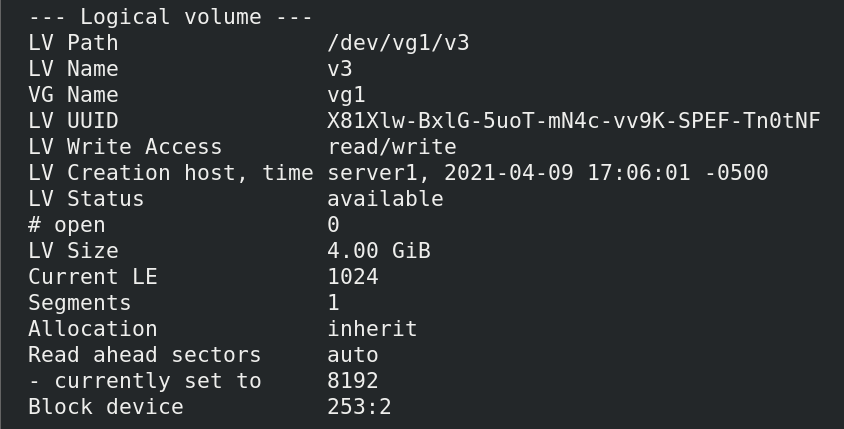 --- Logical volume ---
LV Path                /dev/vg1/v3
LV Name                v3
VG Name                vg1
LV UUID                X81Xlw-BxlG-5uoT-mN4c-vv9K-SPEF-Tn0tNF
LV Write Access        read/write
LV Creation host, time server1, 2021-04-09 17:06:01 -0500
LV Status              available
# open                 0
LV Size                4.00 GiB
Current LE             1024
Segments               1
Allocation             inherit
Read ahead sectors     auto
- currently set to     8192
Block device           253:2